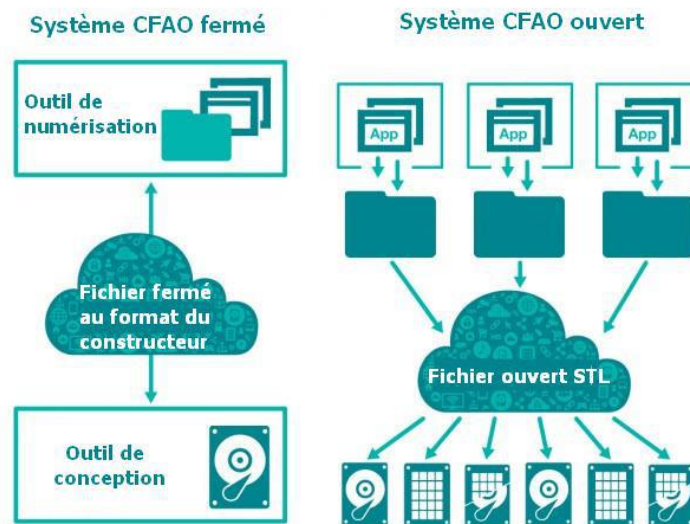 Système CFAO fermé
Outil de
numérisation
Fichier fermé
au format du
constructeur
Outil de
conception
Système CFAO ouvert
App
App
App
Fichier ouvert STL